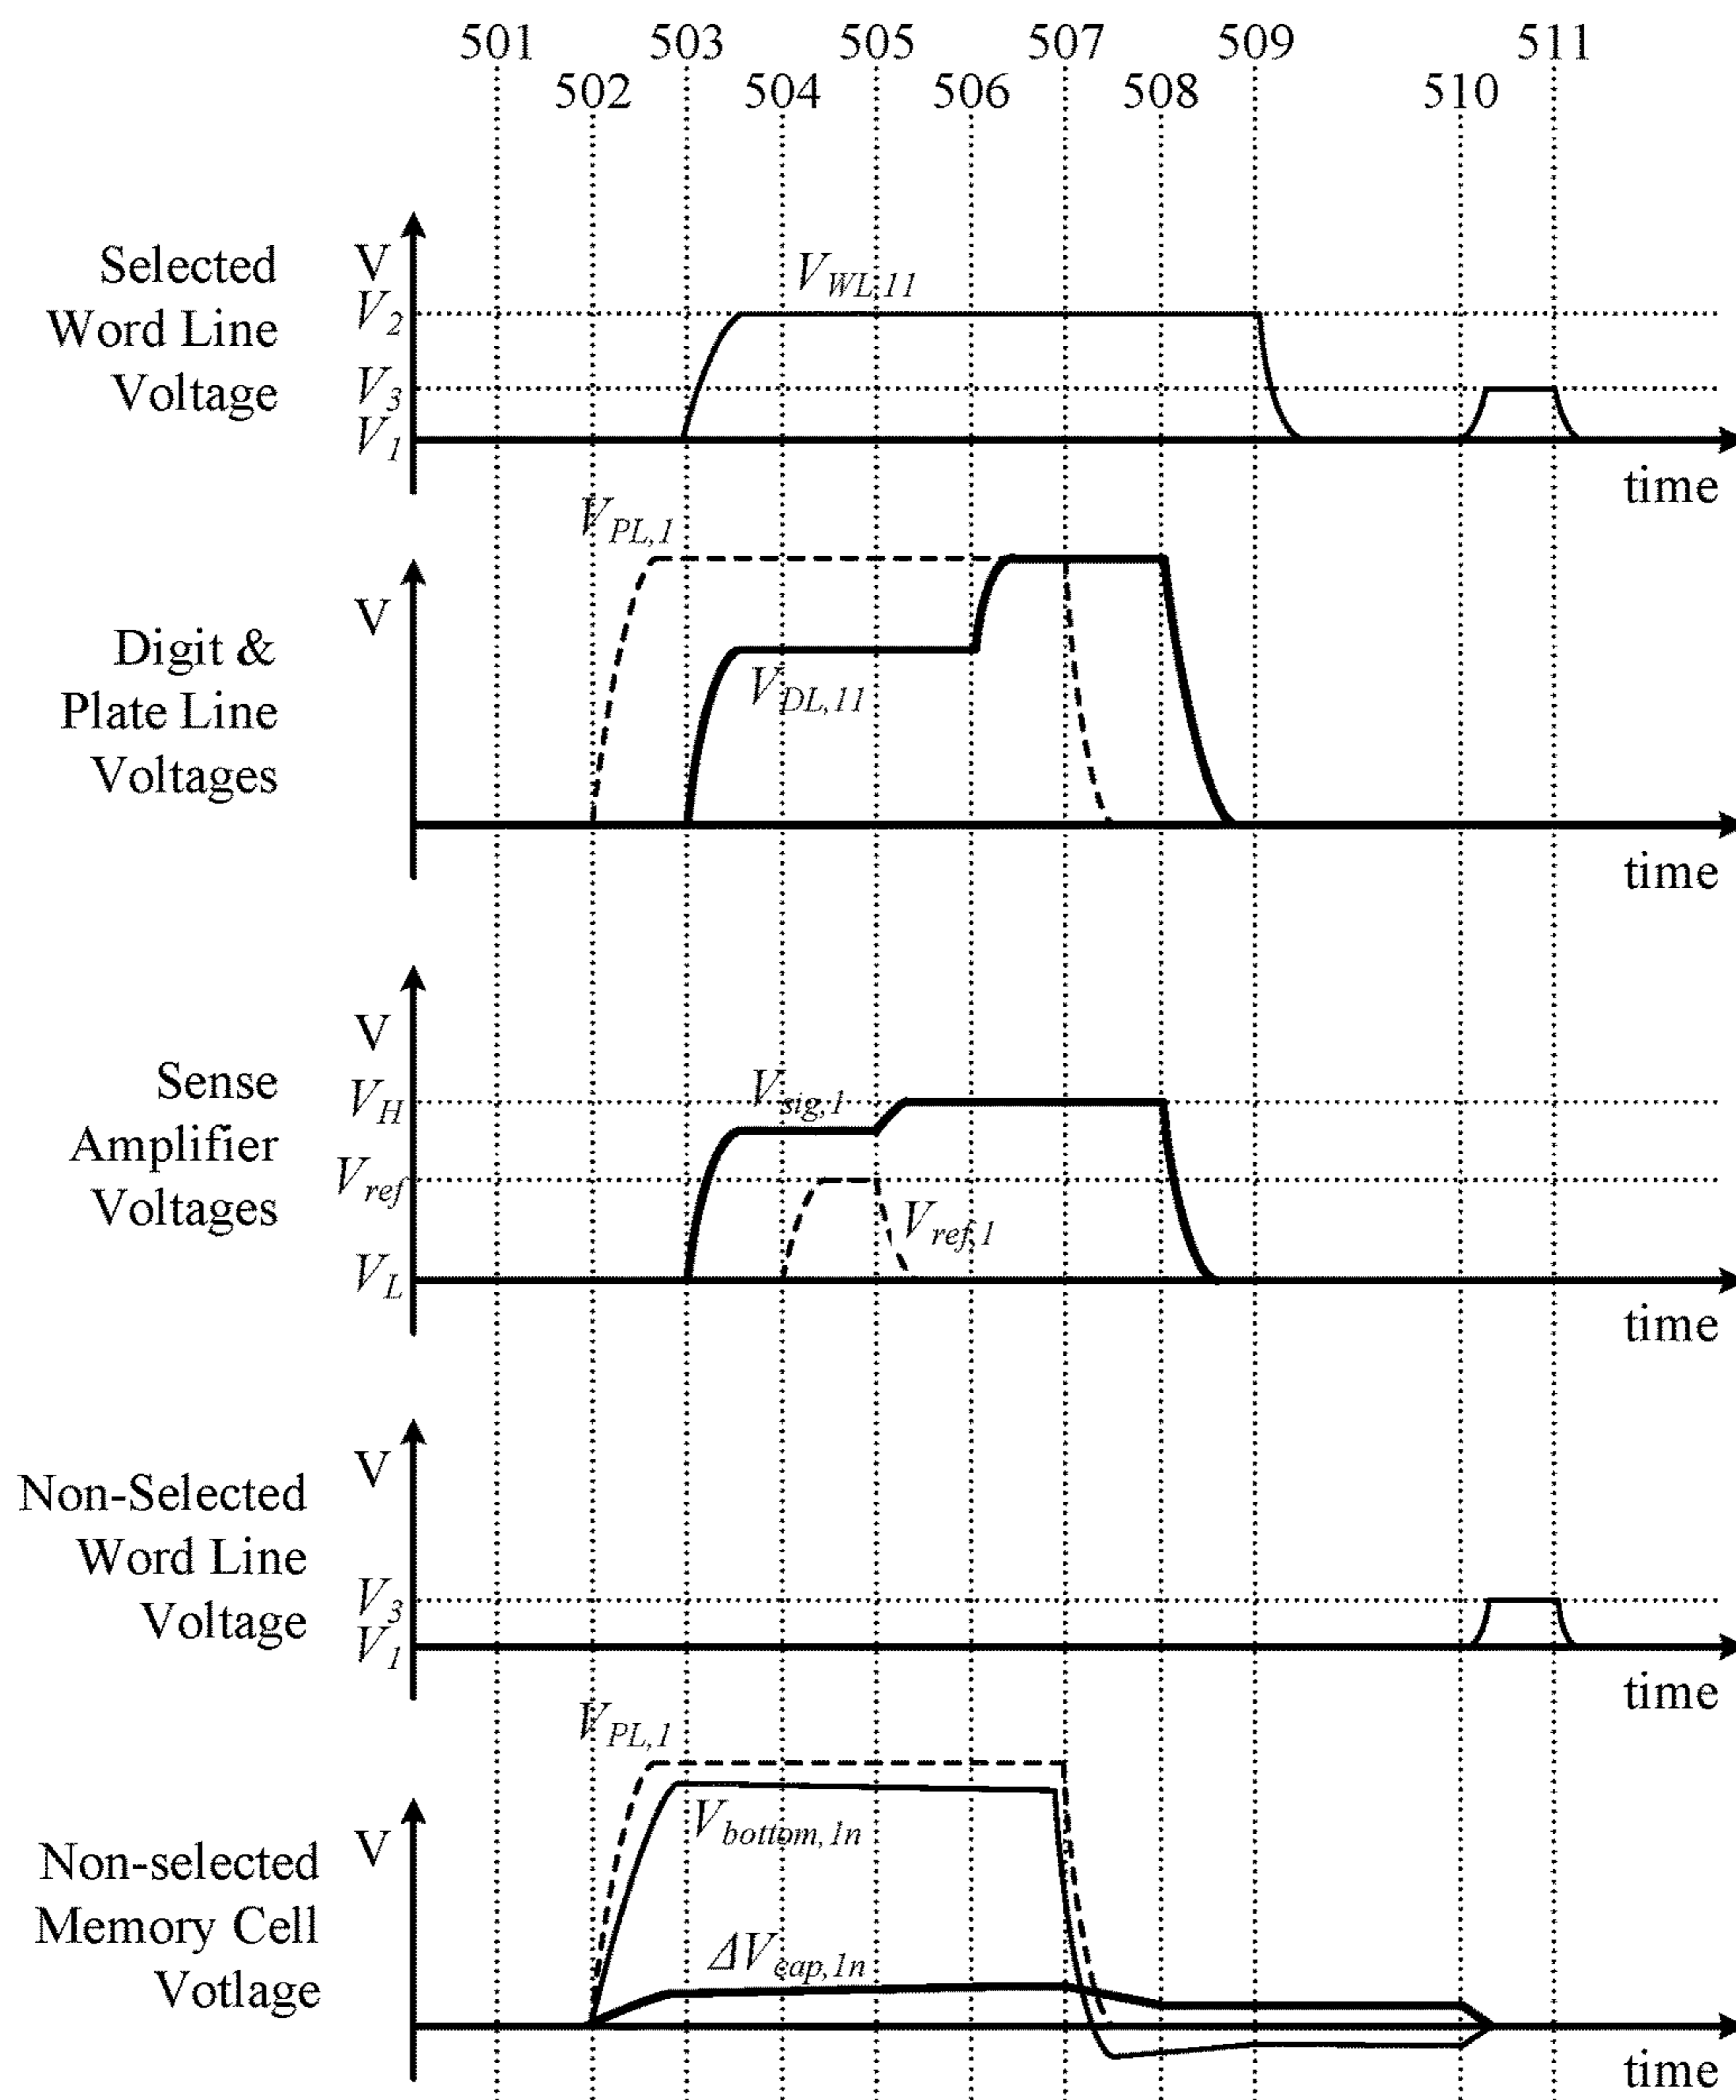 501 503 505 507 509 511
502 504 506 508 510
Selected
Word Line
Voltage
V
V2
V3
V1
VWL,11
time
Digit &
Plate Line
Voltages
V
VPL,1
VDL,11
time
Sense
Amplifier
Voltages
V
VH
Vref
VL
Vsig,1
Vref,1
time
Non-Selected
Word Line
Voltage
V
V3
V1
time
Non-selected
Memory Cell
Votlage
V
VPL,1
Vbottom,1n
ΔVcap,1n
time